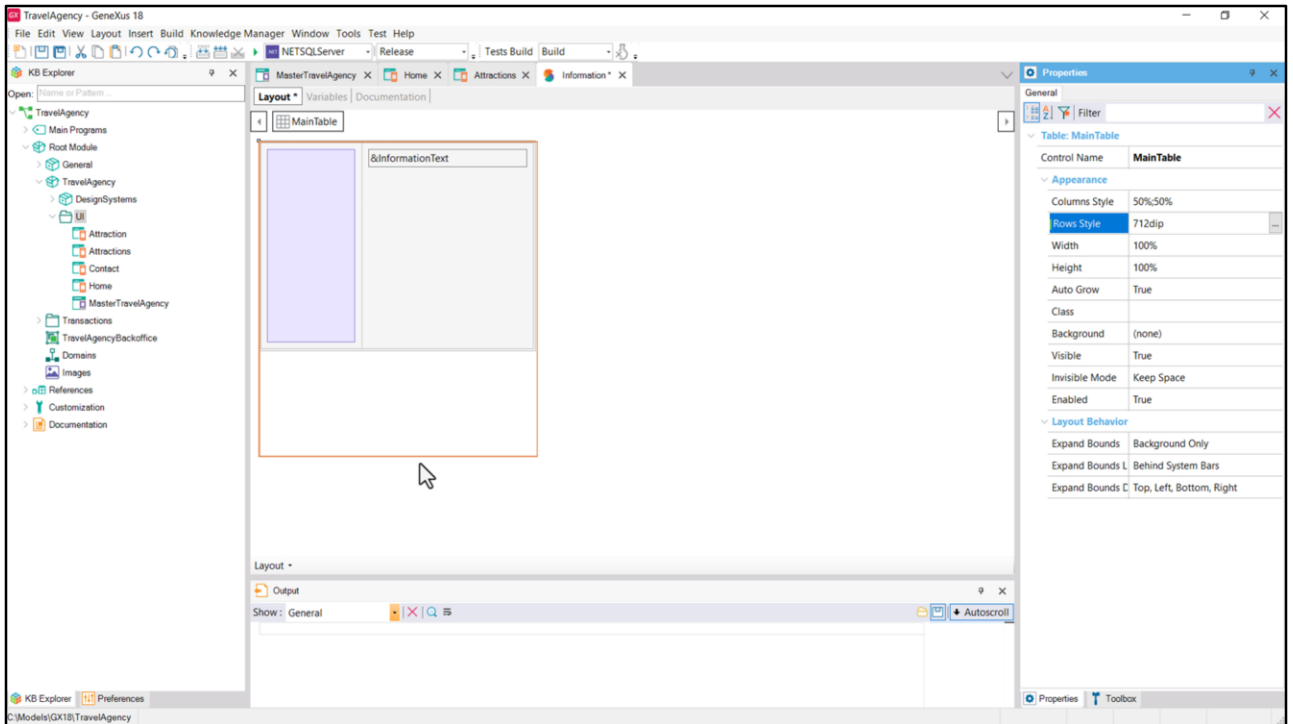 TravelAgency - GeneXus 18
File Edit View Layout Insert Build Knowledge Manager Window Tools Test Help
NETSQLServer Release Tests Build Build
KB Explorer
Open: Name or Pattern...
TravelAgency
Main Programs
Root Module
General
TravelAgency
DesignSystems
UI
Attraction
Attractions
Contact
Home
MasterTravelAgency
Transactions
TravelAgencyBackoffice
Domains
Images
References
Customization
Documentation
KB Explorer Preferences
MasterTravelAgency Home Attractions Information *
Layout * Variables Documentation
MainTable
&InformationText
Layout
Output
Show: General Autoscroll
Properties
General
Filter
Table: MainTable
Control Name MainTable
Appearance
Columns Style 50%;50%
Rows Style 712dip
Width 100%
Height 100%
Auto Grow True
Class
Background (none)
Visible True
Invisible Mode Keep Space
Enabled True
Layout Behavior
Expand Bounds Background Only
Expand Bounds L Behind System Bars
Expand Bounds D Top, Left, Bottom, Right
Properties Toolbox
C:\Models\GX18\TravelAgency